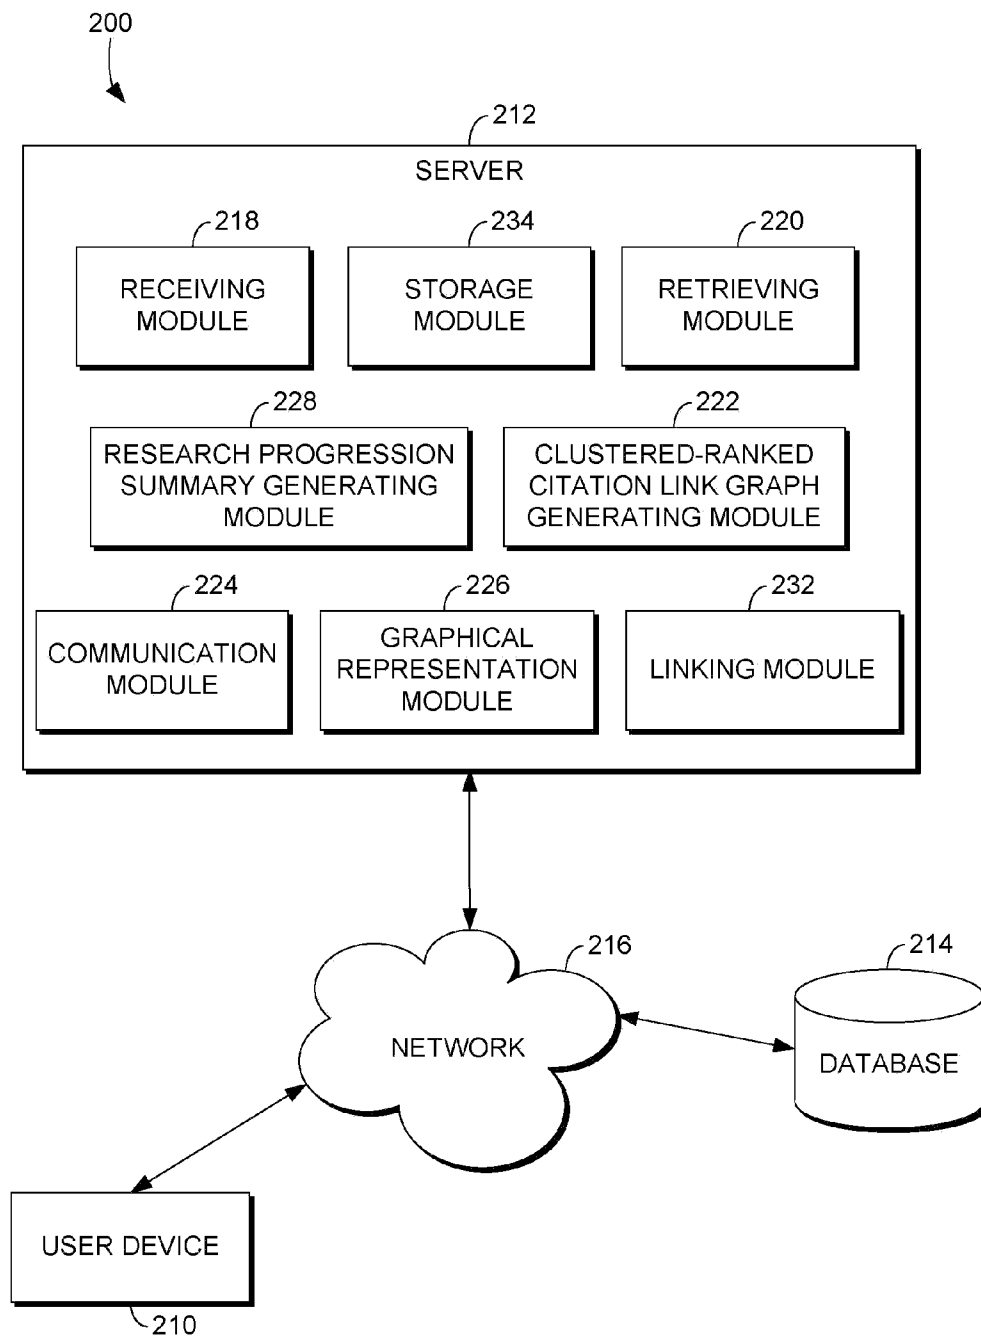 200
212
SERVER
218
234
220
RECEIVING
MODULE
STORAGE
MODULE
RETRIEVING
MODULE
228
222
RESEARCH PROGRESSION
SUMMARY GENERATING
MODULE
CLUSTERED-RANKED
CITATION LINK GRAPH
GENERATING MODULE
224
226
232
COMMUNICATION
MODULE
GRAPHICAL
REPRESENTATION
MODULE
LINKING MODULE
216
214
NETWORK
DATABASE
USER DEVICE
210